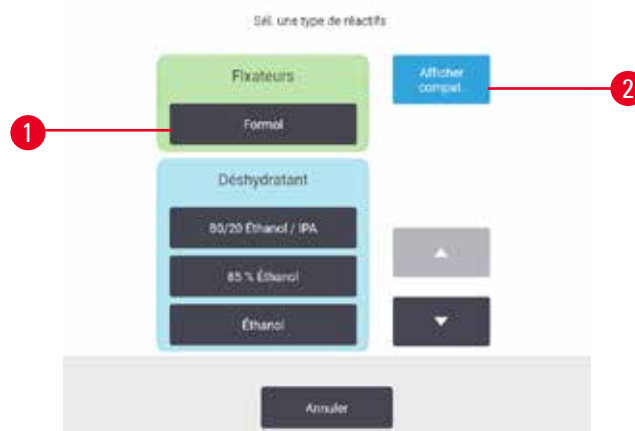 Sél. une type de réactifs
Fixateurs
Afficher
compat.
2
1
Formol
Déshydratant
80/20 Éthanol / IPA
85 % Éthanol
Éthanol
Annuler